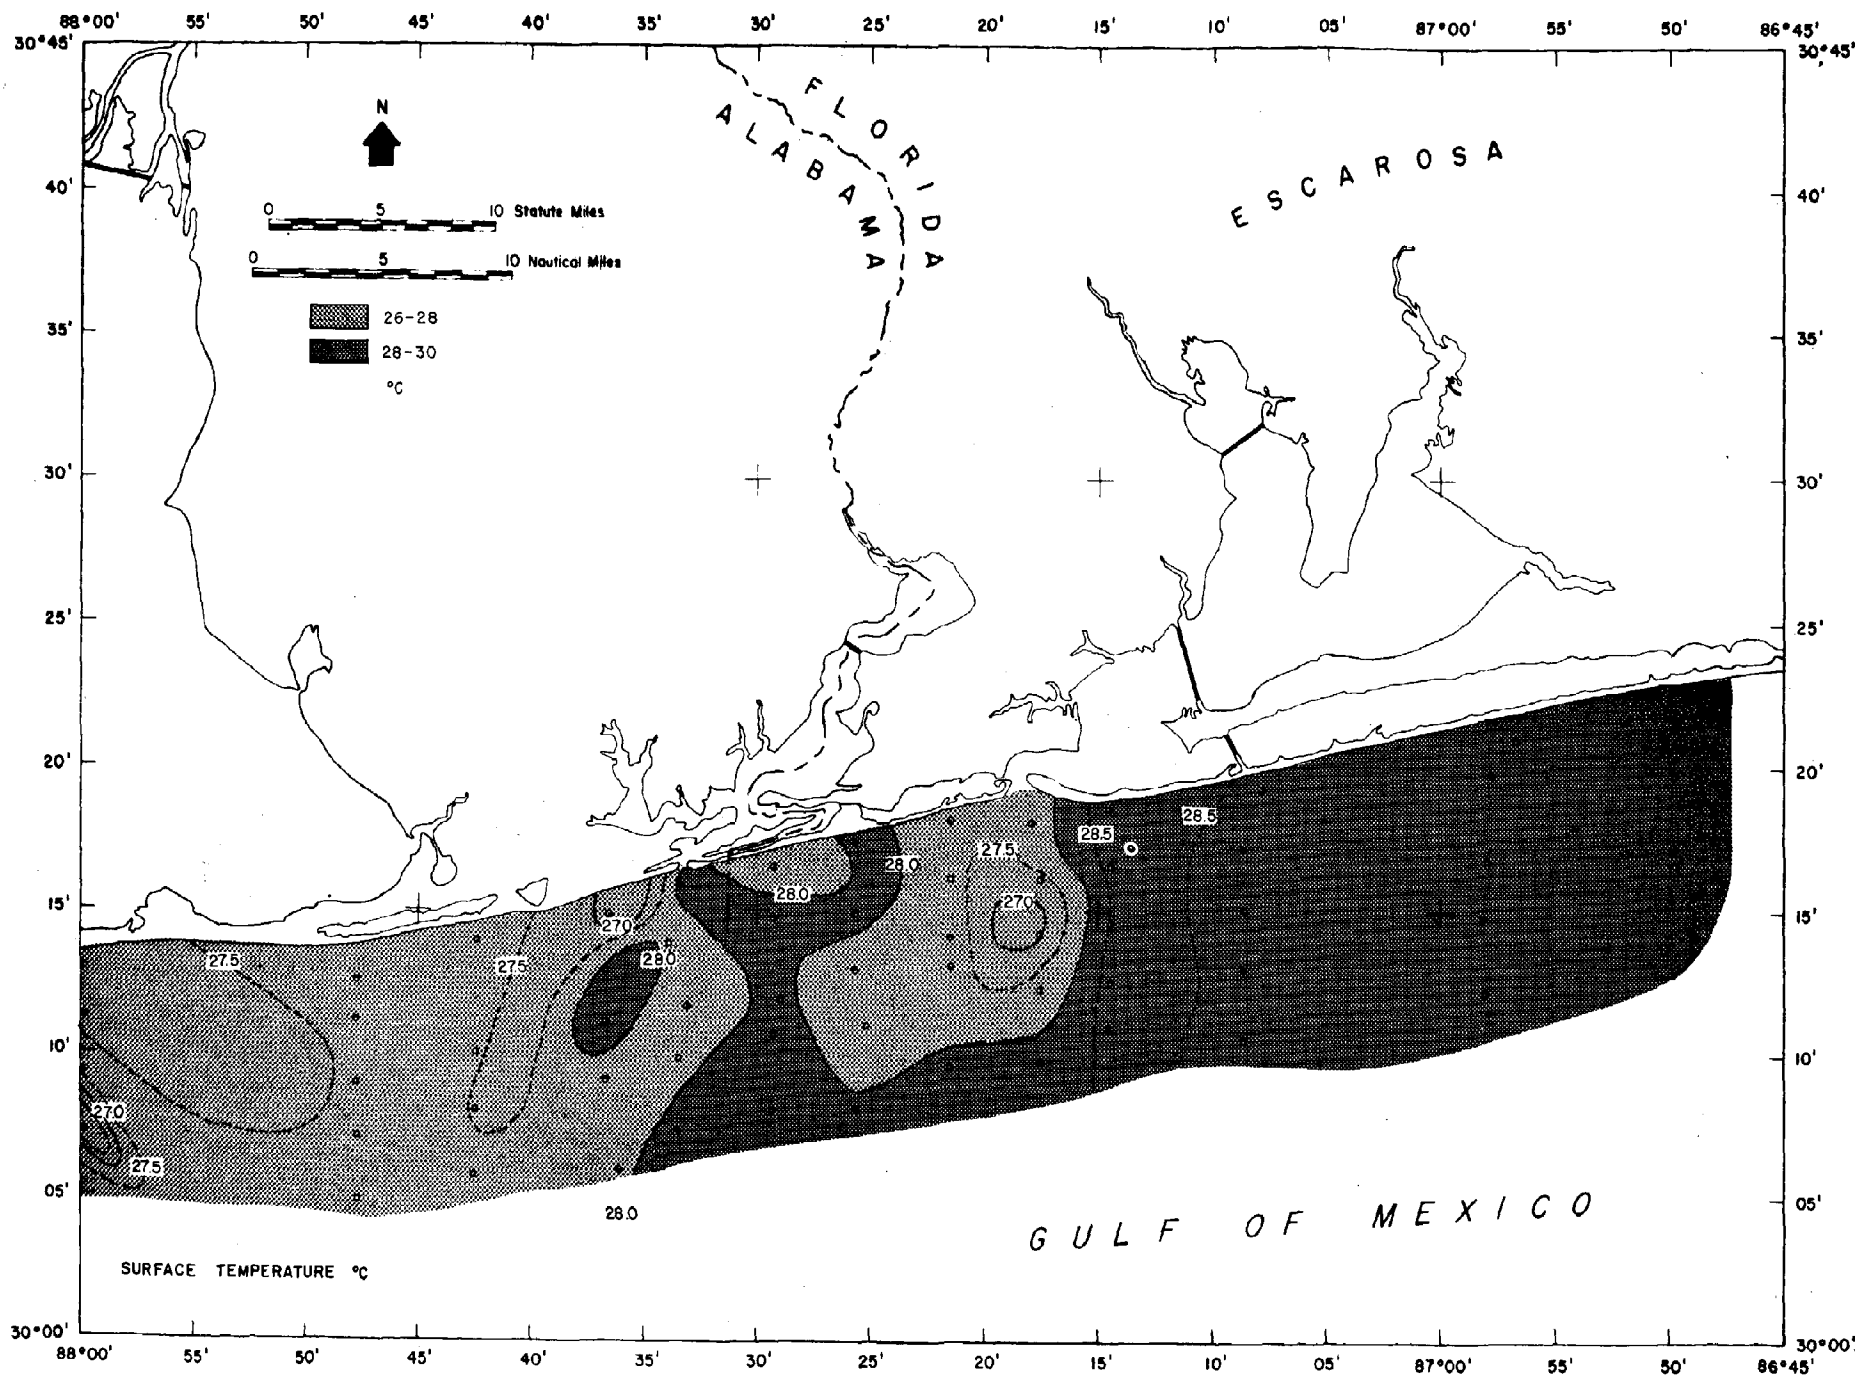 88°00' 55' 50' 45' 40' 35' 30' 25' 20' 15' 10' 05' 87°00' 55' 50' 86°45'
30°45' 30°45'
N
FLORIDA
ALABAMA
ESCAROSA
40' 40'
0 5 10 Statute Miles
0 5 10 Nautical Miles
26-28
28-30
°C
35' 35'
30' 30'
25' 25'
20' 20'
28.5
28.5
27.5
28.0
28.0
27.0
15' 15'
27.0
28.0
27.5
27.5
10' 10'
27.0
27.5
05' 05'
28.0
GULF OF MEXICO
SURFACE TEMPERATURE °C
30°00' 30°00'
88°00' 55' 50' 45' 40' 35' 30' 25' 20' 15' 10' 05' 87°00' 55' 50' 86°45'